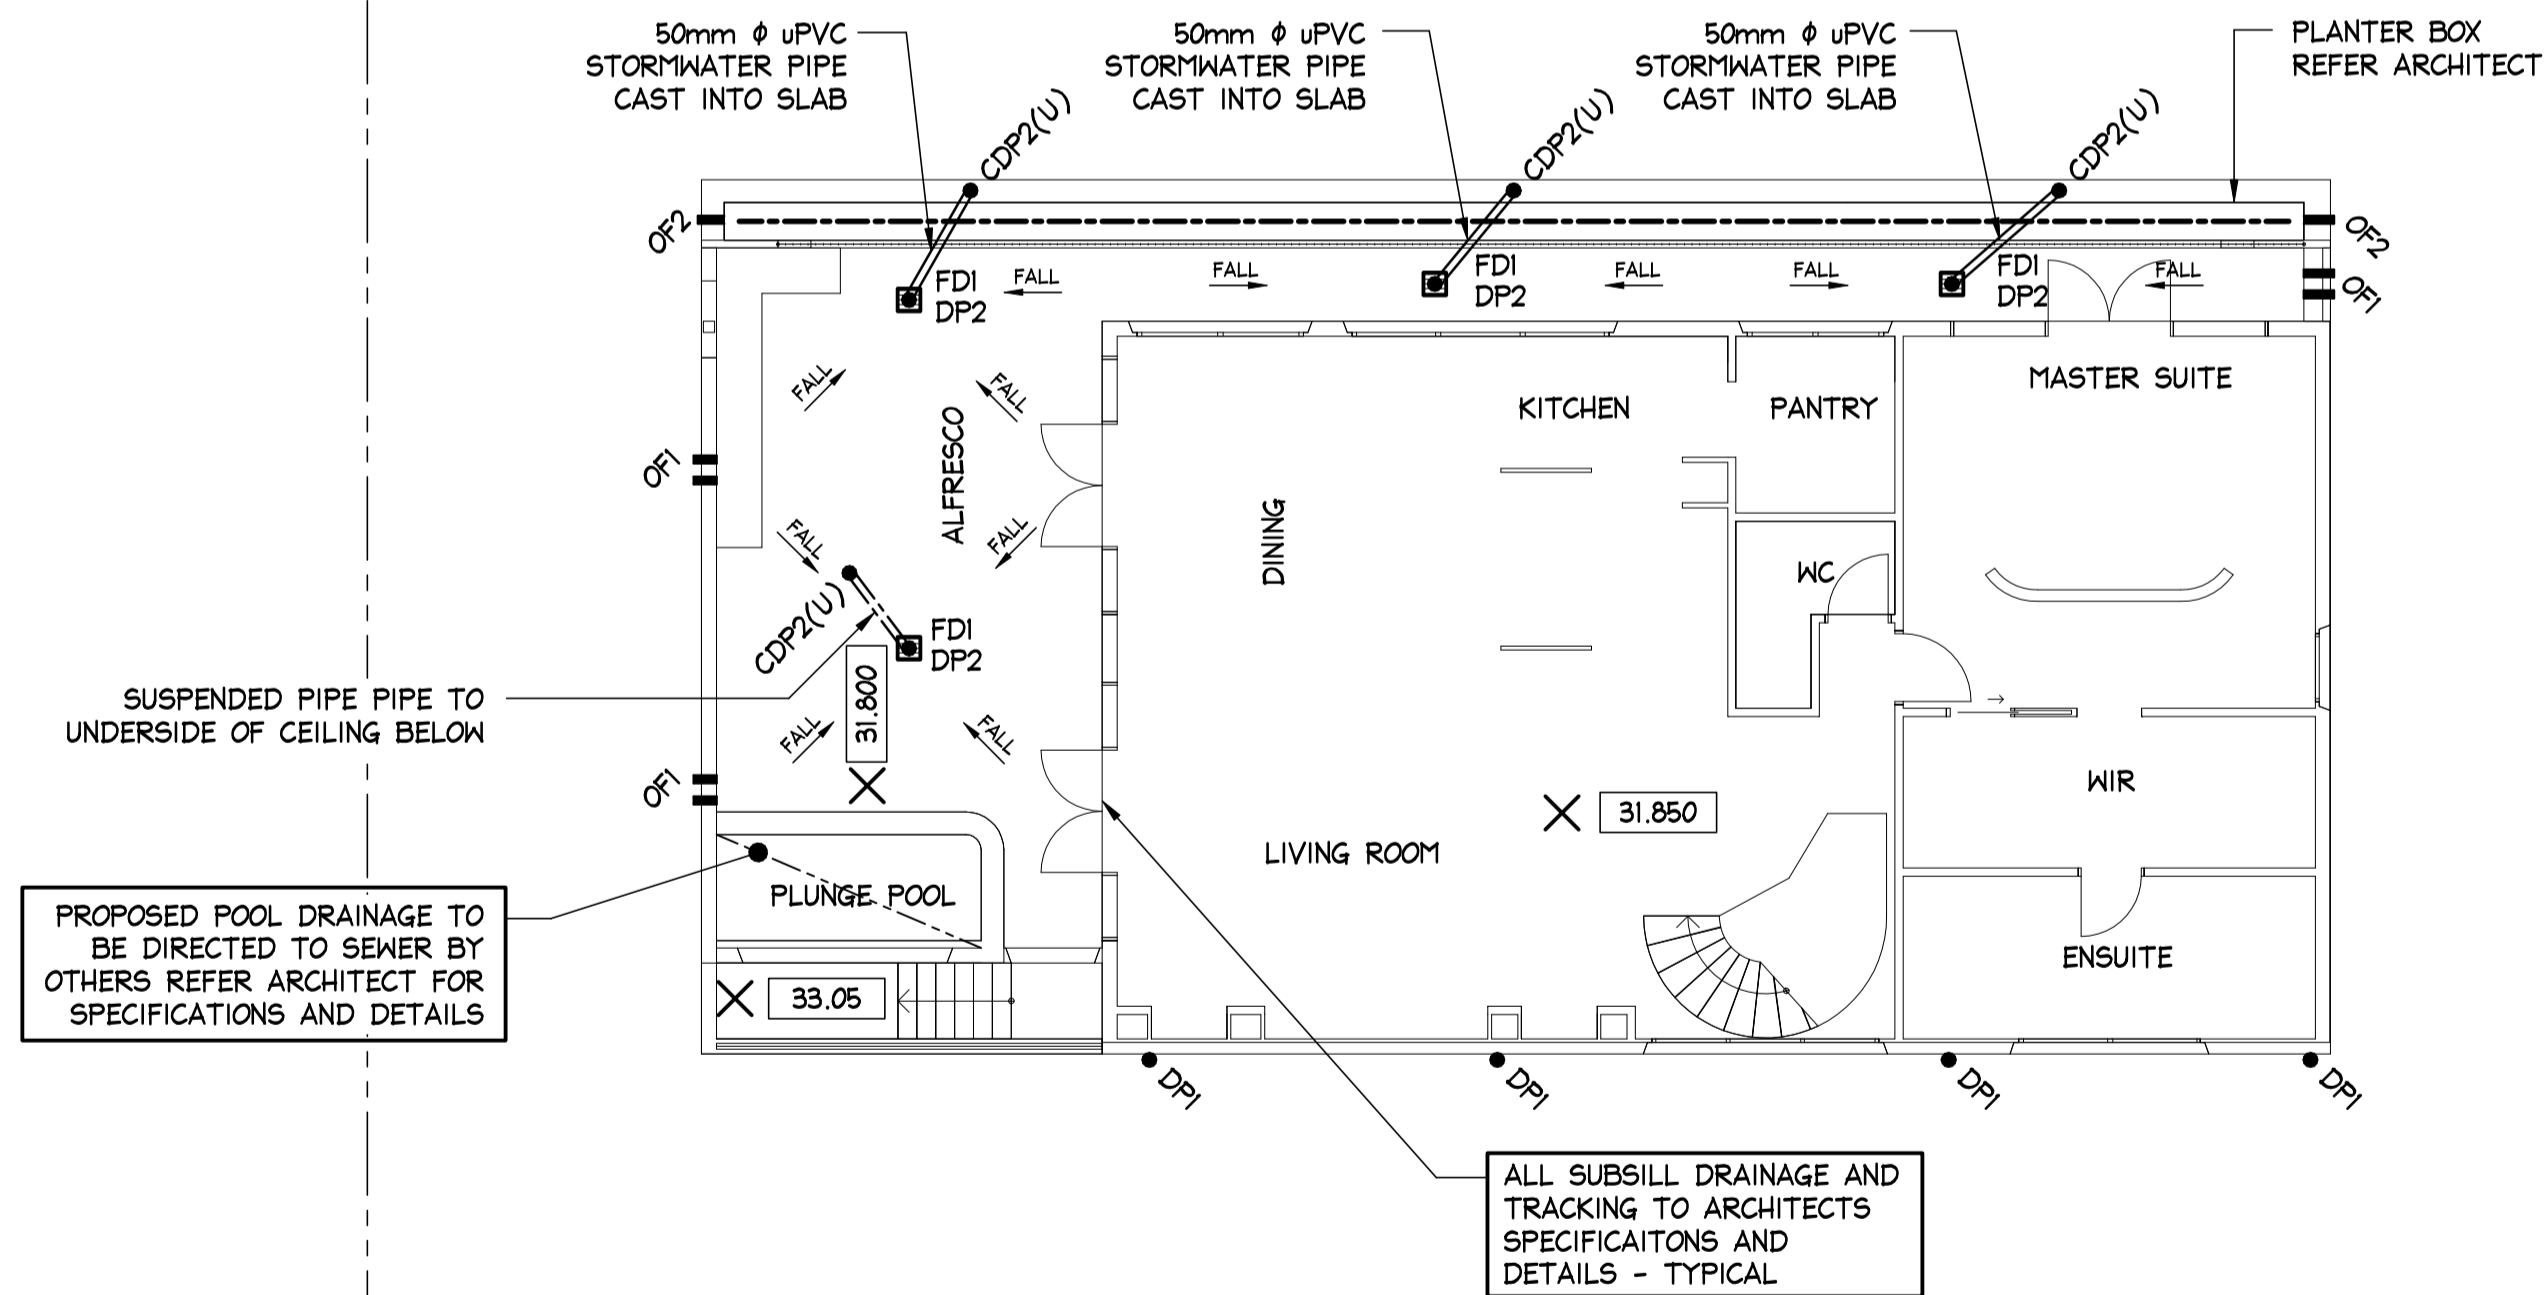 50mm ϕ uPVC
STORMWATER PIPE
CAST INTO SLAB
50mm ϕ uPVC
STORMWATER PIPE
CAST INTO SLAB
50mm ϕ uPVC
STORMWATER PIPE
CAST INTO SLAB
PLANTER BOX
REFER ARCHITECT
CDP2(U)
CDP2(U)
CDP2(U)
OF2
OF2
FD1
DP2
FALL
FALL
FD1
DP2
FALL
FALL
FD1
DP2
FALL
OF1
FALL
FALL
ALFRESCO
KITCHEN
PANTRY
MASTER SUITE
OF1
FALL
FALL
DINING
WC
CDP2(U)
FD1
DP2
SUSPENDED PIPE PIPE TO
UNDERSIDE OF CEILING BELOW
31.800
FALL
FALL
OF1
WIR
31.850
LIVING ROOM
PLUNGE POOL
PROPOSED POOL DRAINAGE TO
BE DIRECTED TO SEWER BY
OTHERS REFER ARCHITECT FOR
SPECIFICATIONS AND DETAILS
33.05
ENSUITE
DP1
DP1
DP1
DP1
ALL SUBSILL DRAINAGE AND
TRACKING TO ARCHITECTS
SPECIFICAITONS AND
DETAILS - TYPICAL